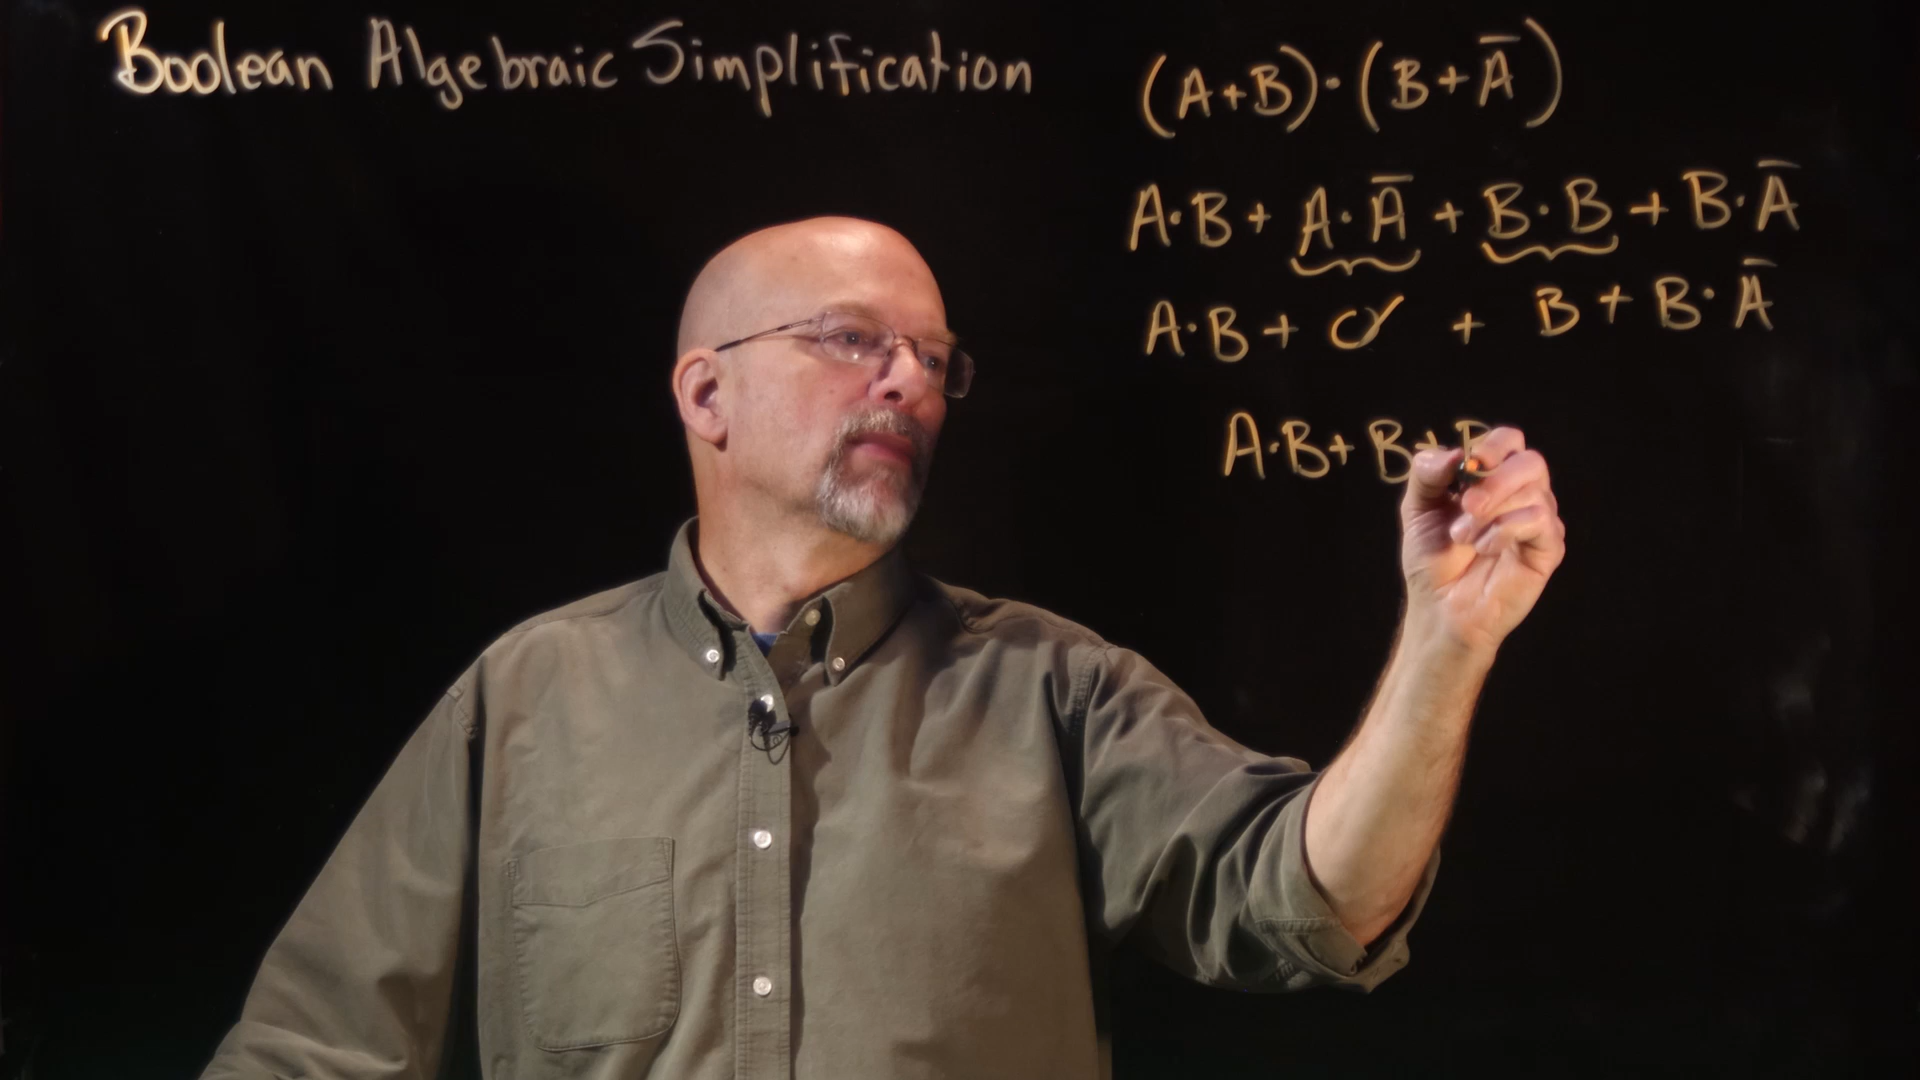 Boolean Algebraic Simplification
(A+B)·(B+A̅)
A·B + A·A̅ + B·B + B·A̅
A·B + 0 + B + B·A̅
A·B + B + B